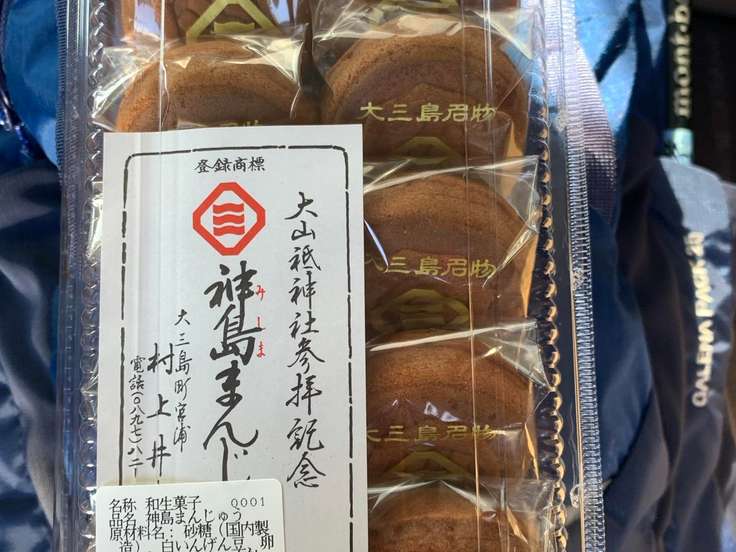 大三島名物
大三島名物
大三島名物
登録商標
大山祗神社参拝記念
神島まんじ
みしま
大三島町宮浦
村上井
電話(〇八九七)八二
名称 和生菓子 Q001
品名 神島まんじゅう
原材料名:砂糖(国内製
造)、白いんげん豆、卵
mont-be